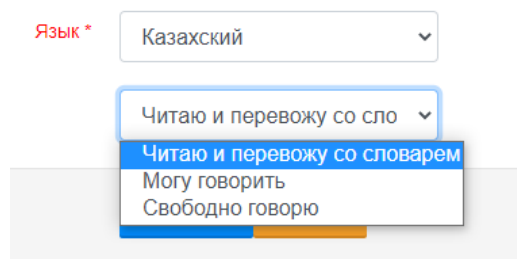 Язык *
Казахский
Читаю и перевожу со сло
Читаю и перевожу со словарем
Могу говорить
Свободно говорю